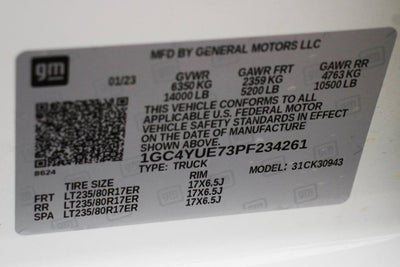 gm
MFD BY GENERAL MOTORS LLC
01/23 GVWR GAWR FRT GAWR RR
6350 KG 2359 KG 4763 KG
14000 LB 5200 LB 10500 LB
THIS VEHICLE CONFORMS TO ALL
APPLICABLE U.S. FEDERAL MOTOR
VEHICLE SAFETY STANDARDS IN EFFECT
ON THE DATE OF MANUFACTURE
SHOWN ABOVE.
1GC4YUE73PF234261
B624 TYPE: TRUCK MODEL: 31CK30943
TIRE SIZE RIM
FRT LT235/80R17ER 17X6.5J
RR LT235/80R17ER 17X6.5J
SPA LT235/80R17ER 17X6.5J